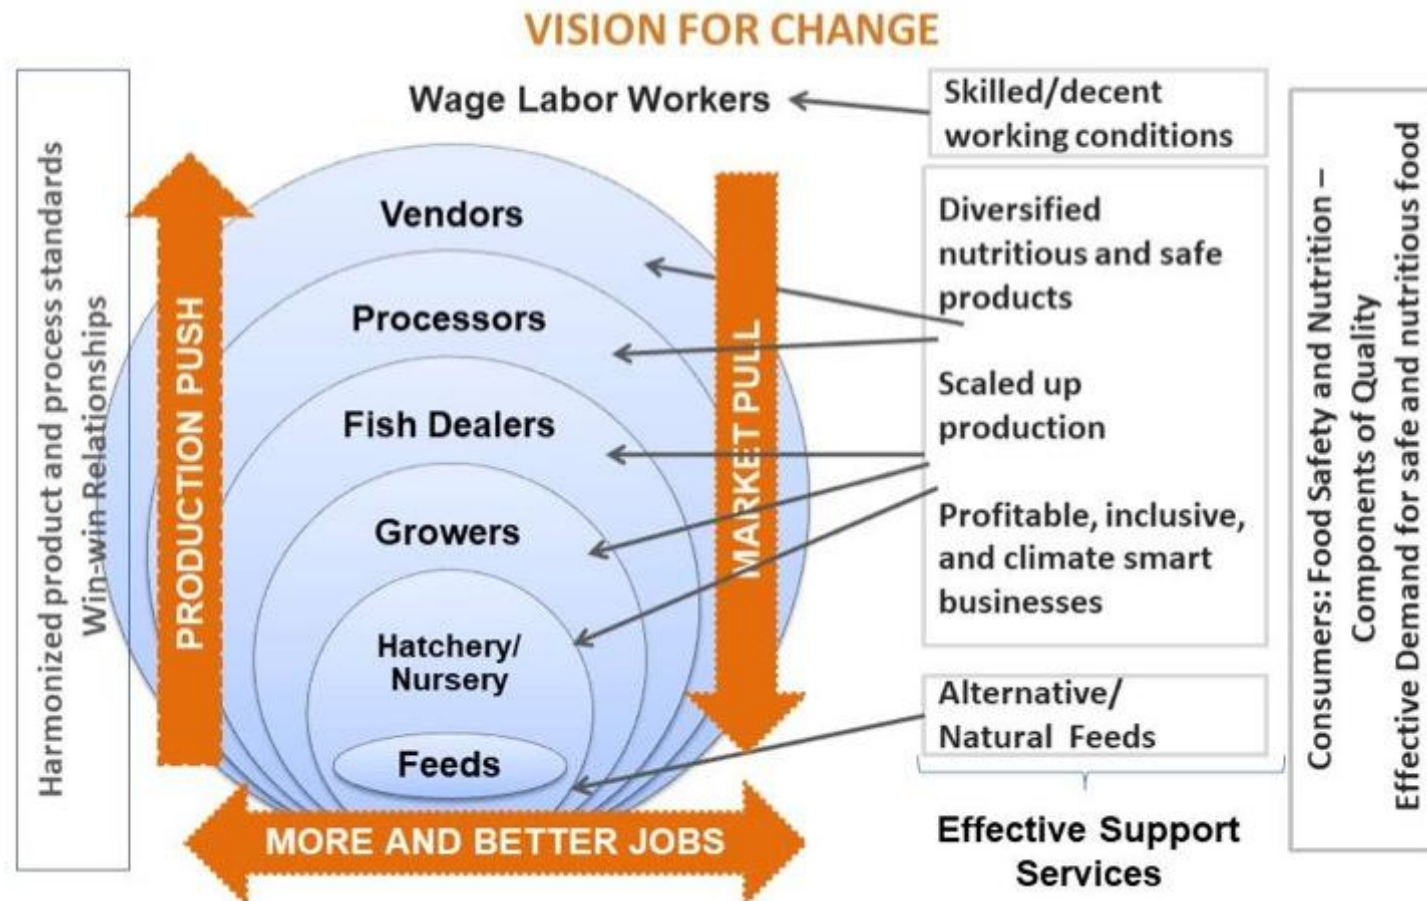 VISION FOR CHANGE
Harmonized product and process standards
Win-win Relationships
PRODUCTION PUSH
Wage Labor Workers
Vendors
Processors
Fish Dealers
Growers
Hatchery/
Nursery
Feeds
MARKET PULL
MORE AND BETTER JOBS
Skilled/decent
working conditions
Diversified
nutritious and safe
products
Scaled up
production
Profitable, inclusive,
and climate smart
businesses
Alternative/
Natural Feeds
Effective Support
Services
Consumers: Food Safety and Nutrition –
Components of Quality
Effective Demand for safe and nutritious food